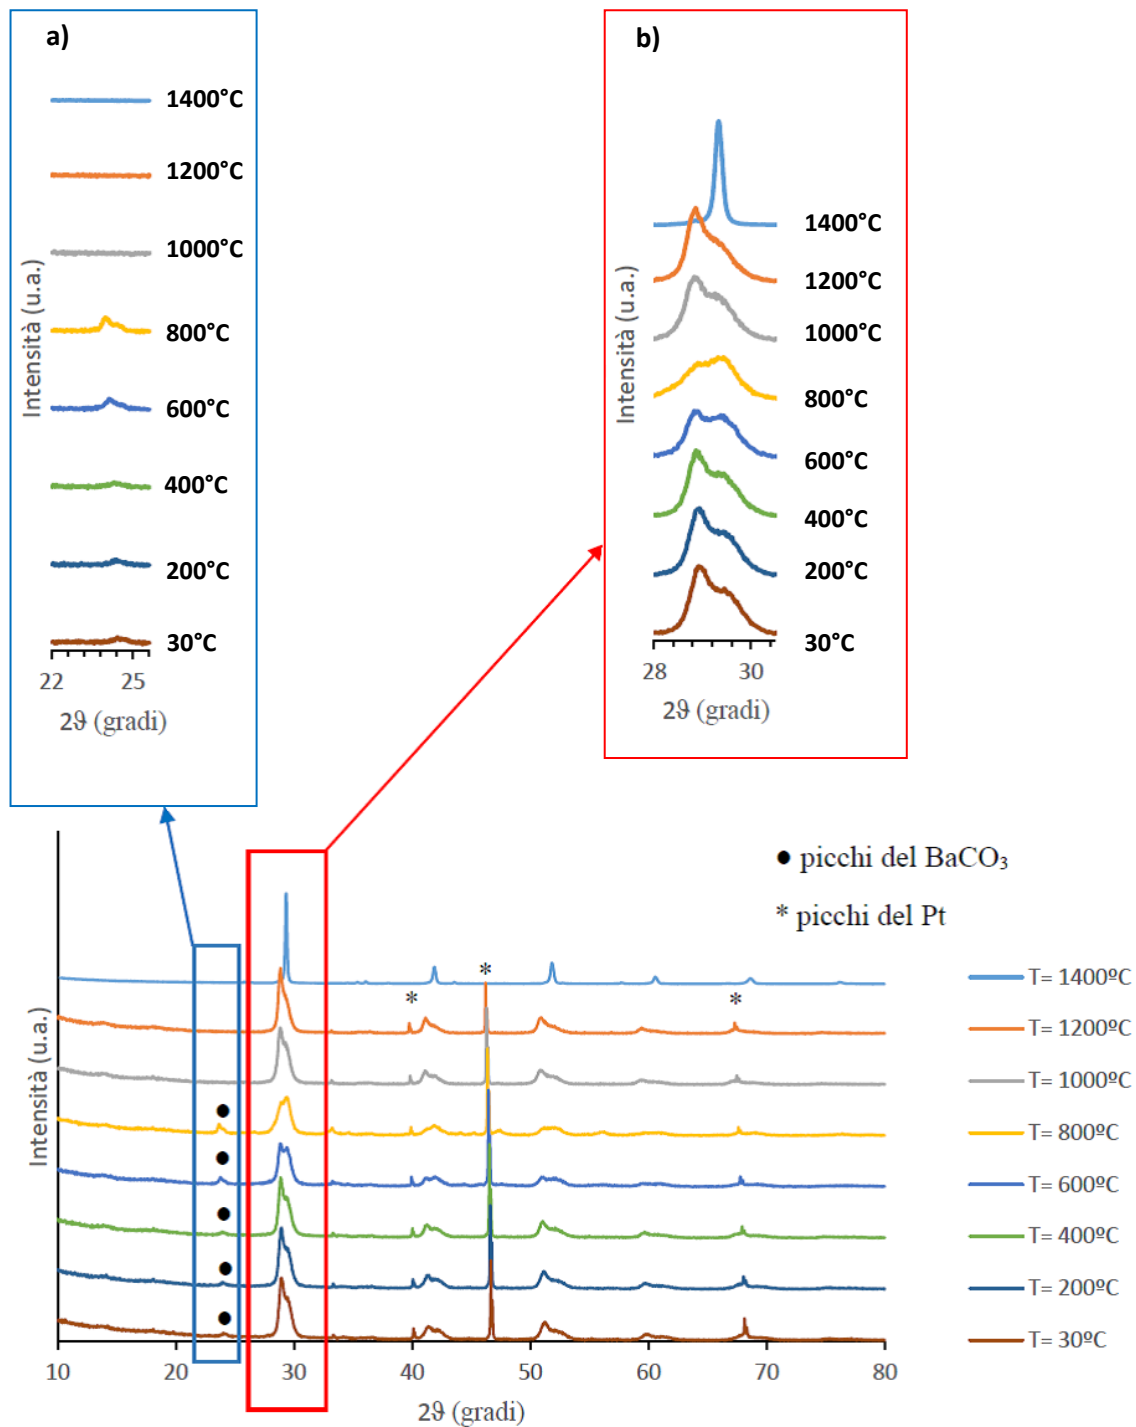 a)
1400°C
1200°C
1000°C
800°C
600°C
400°C
200°C
30°C
Intensità (u.a.)
22 25
2ϑ (gradi)
b)
1400°C
1200°C
1000°C
800°C
600°C
400°C
200°C
30°C
Intensità (u.a.)
28 30
2ϑ (gradi)
● picchi del BaCO₃
* picchi del Pt
* * *
T= 1400ºC
T= 1200ºC
T= 1000ºC
T= 800ºC
T= 600ºC
T= 400ºC
T= 200ºC
T= 30ºC
Intensità (u.a.)
10 20 30 40 50 60 70 80
2ϑ (gradi)